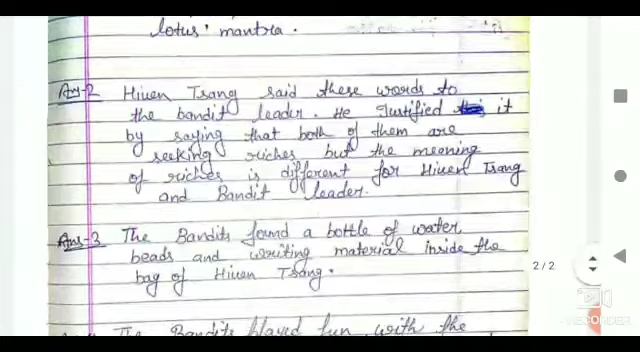 lotus' mantra.
Ans-2 Hiuen Tsang said these words to
the bandit leader. He Justified it
by saying that both of them are
seeking riches but the meaning
of riches is different for Hiuen Tsang
and Bandit leader.
Ans-3 The Bandits found a bottle of water,
beads and writing material inside the
bag of Hiuen Tsang.
2/2
The Bandits played fun with the
RECORDER